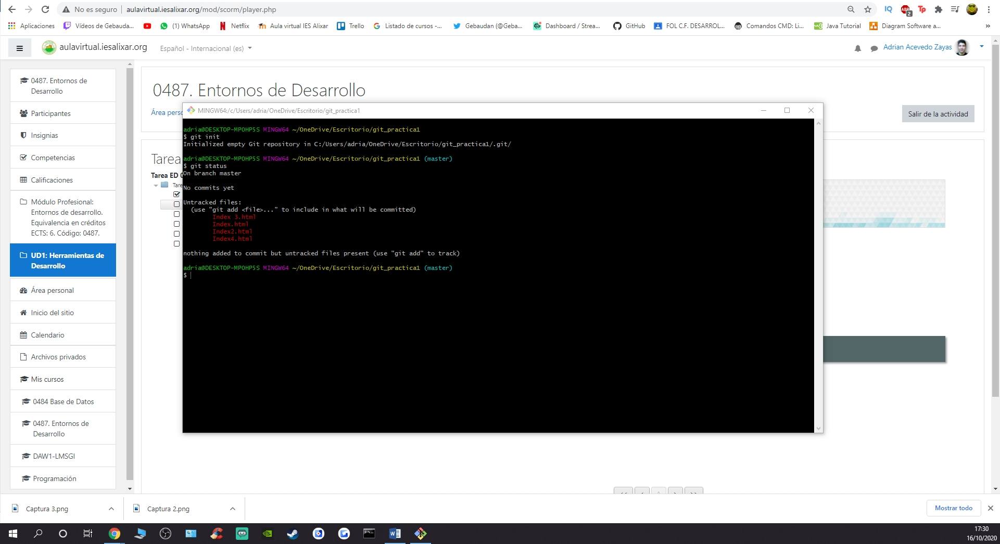 No es seguro
aulavirtual.iesalixar.org/mod/scorm/player.php
ABP
2
IQ
Tp
Aplicaciones
Vídeos de Gebauda...
(1) WhatsApp
Netflix
Aula virtual IES Alixar
Trello
Listado de cursos -...
Gebaudan (@Geba...
Dashboard / Strea...
GitHub
FOL C.F. DESARROL...
Comandos CMD: Li...
Java Tutorial
Diagram Software a...
»
aulavirtual.iesalixar.org
Español - Internacional (es)
Adrian Acevedo Zayas
0487. Entornos de
Desarrollo
Participantes
Insignias
Competencias
Calificaciones
Módulo Profesional:
Entornos de desarrollo.
Equivalencia en créditos
ECTS: 6. Código: 0487.
UD1: Herramientas de
Desarrollo
Área personal
Inicio del sitio
Calendario
Archivos privados
Mis cursos
0484 Base de Datos
0487. Entornos de
Desarrollo
DAW1-LMSGI
Programación
0487. Entornos de Desarrollo
Área perso
Salir de la actividad
Tarea
Tarea ED 0
Tare
MINGW64:/c/Users/adria/OneDrive/Escritorio/git_practica1
adria@DESKTOP-MPOHP5S MINGW64 ~/OneDrive/Escritorio/git_practica1
$ git init
Initialized empty Git repository in C:/Users/adria/OneDrive/Escritorio/git_practica1/.git/
adria@DESKTOP-MPOHP5S MINGW64 ~/OneDrive/Escritorio/git_practica1 (master)
$ git status
On branch master
No commits yet
Untracked files:
(use "git add <file>..." to include in what will be committed)
Index 3.html
Index.html
Index2.html
Index4.html
nothing added to commit but untracked files present (use "git add" to track)
adria@DESKTOP-MPOHP5S MINGW64 ~/OneDrive/Escritorio/git_practica1 (master)
$
Captura 3.png
Captura 2.png
Mostrar todo
17:30
16/10/2020